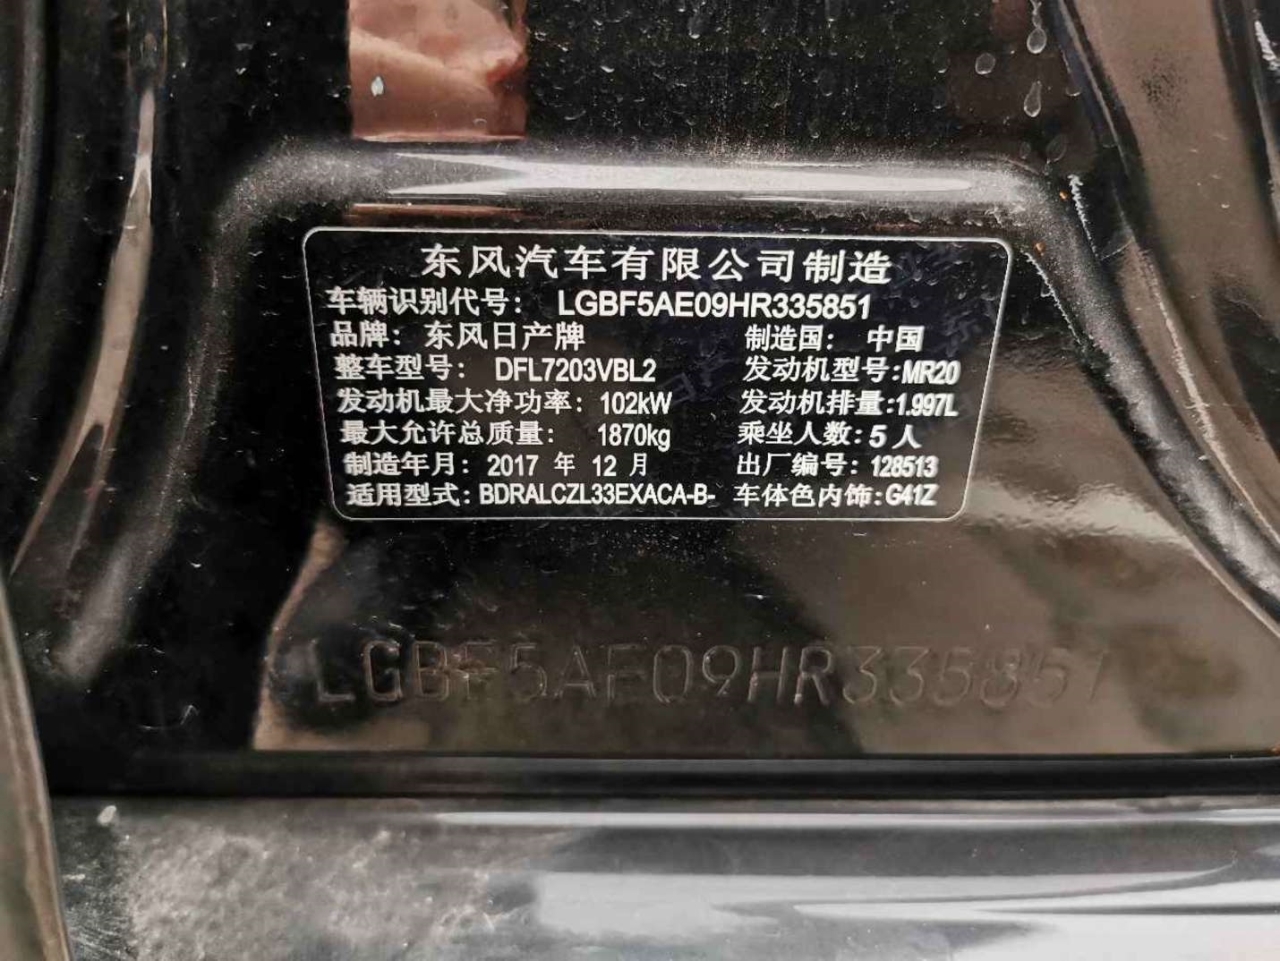 东风汽车有限公司制造
车辆识别代号: LGBF5AE09HR335851
品牌: 东风日产牌 制造国: 中国
整车型号: DFL7203VBL2 发动机型号: MR20
发动机最大净功率: 102kW 发动机排量: 1.997L
最大允许总质量: 1870kg 乘坐人数: 5 人
制造年月: 2017 年 12 月 出厂编号: 128513
适用型式: BDRALCZL33EXACA-B- 车体色内饰: G41Z
LGBF5AE09HR335851